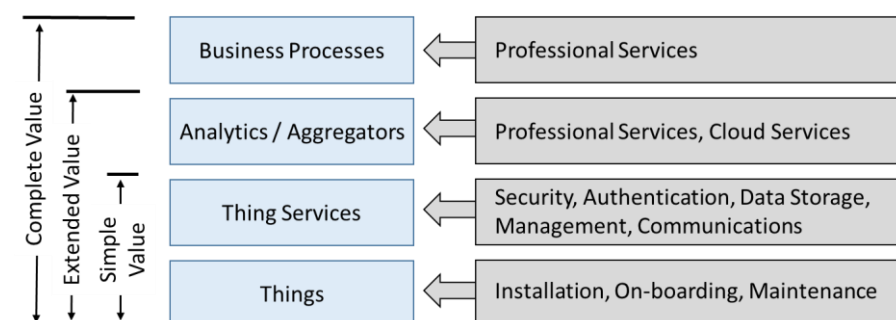 Complete Value
Extended Value
Simple
Value
Business Processes
Professional Services
Analytics / Aggregators
Professional Services, Cloud Services
Thing Services
Security, Authentication, Data Storage,
Management, Communications
Things
Installation, On-boarding, Maintenance